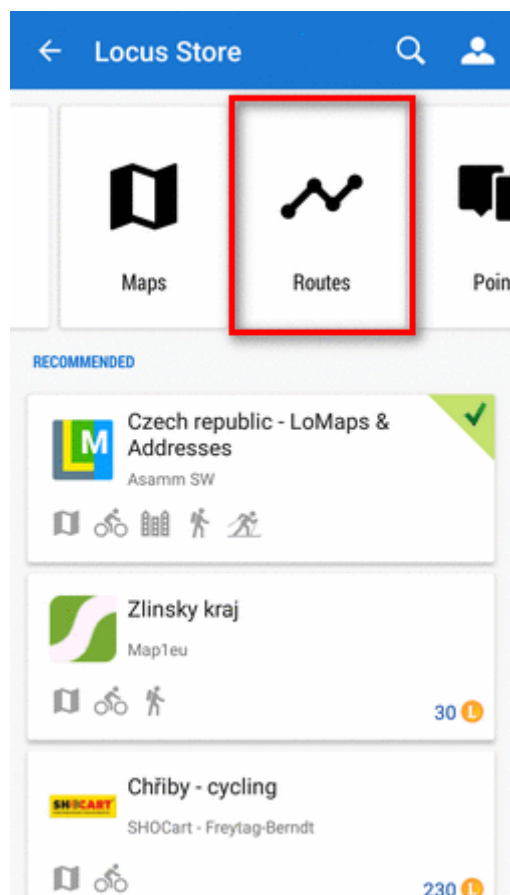 Locus Store
Maps
Routes
Poin
RECOMMENDED
Czech republic - LoMaps &
Addresses
Asamm SW
LM
Zlinsky kraj
Map1eu
30 L
Chřiby - cycling
SHOCART
SHOCart - Freytag-Berndt
230 L